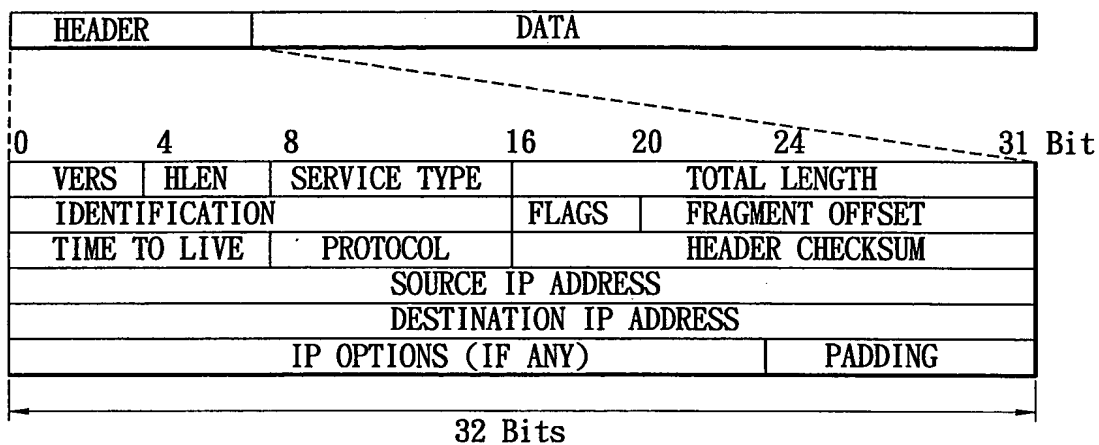 HEADER DATA
0 4 8 16 20 24 31 Bit
VERS HLEN SERVICE TYPE TOTAL LENGTH
IDENTIFICATION FLAGS FRAGMENT OFFSET
TIME TO LIVE PROTOCOL HEADER CHECKSUM
SOURCE IP ADDRESS
DESTINATION IP ADDRESS
IP OPTIONS (IF ANY) PADDING
32 Bits